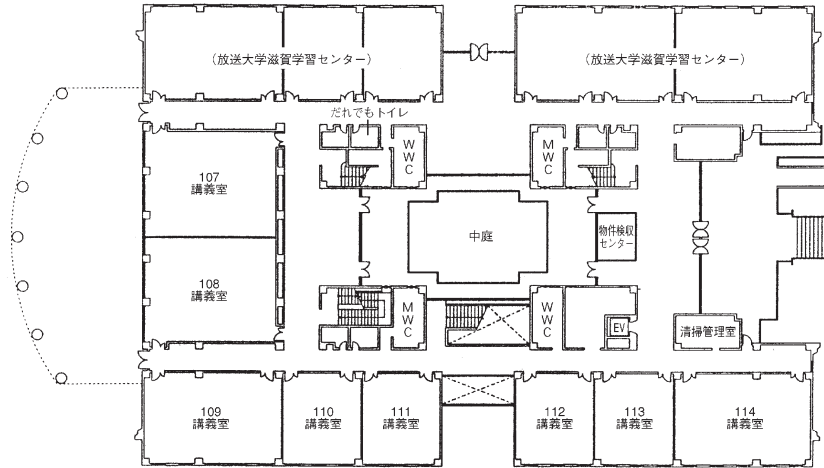 （放送大学滋賀学習センター）
（放送大学滋賀学習センター）
だれでもトイレ
WWC
MWC
107
講義室
中庭
物件検収
センター
108
講義室
MWC
WWC
EV
清掃管理室
109
講義室
110
講義室
111
講義室
112
講義室
113
講義室
114
講義室